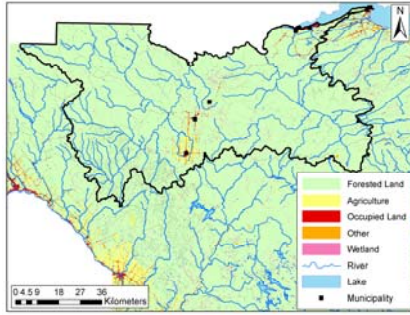 N
Forested Land
Agriculture
Occupied Land
Other
Wetland
River
Lake
Municipality
0 4.5 9 18 27 36
Kilometers